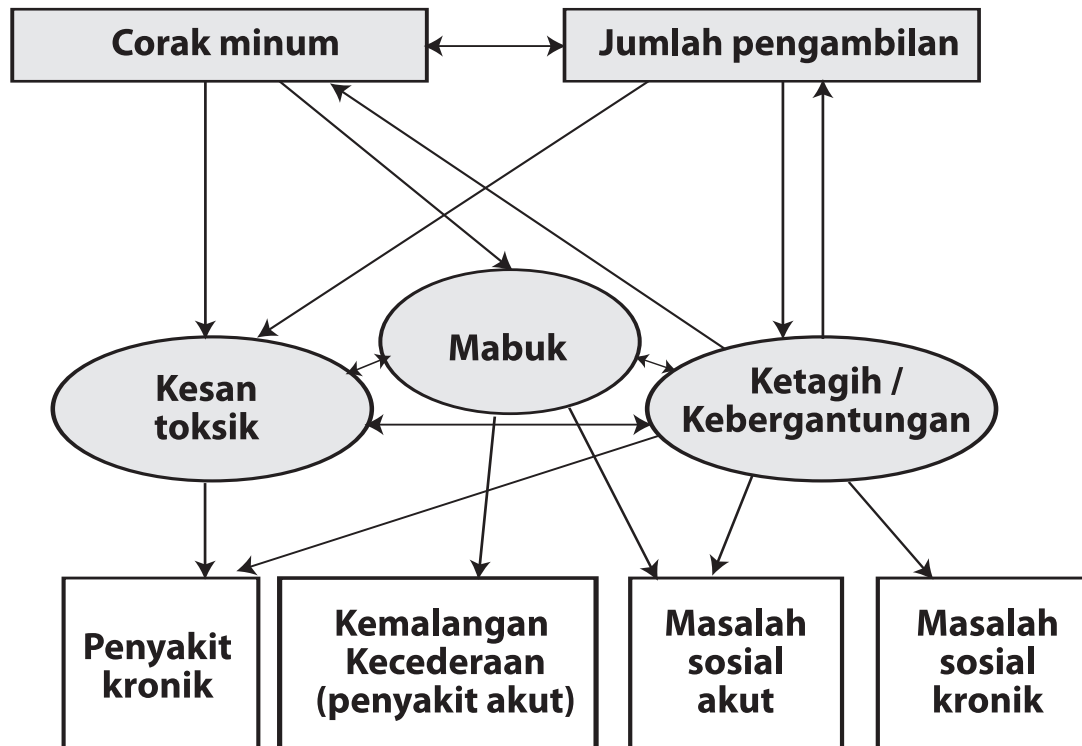 Corak minum
Jumlah pengambilan
Mabuk
Kesan
toksik
Ketagih /
Kebergantungan
Penyakit
kronik
Kemalangan
Kecederaan
(penyakit akut)
Masalah
sosial
akut
Masalah
sosial
kronik